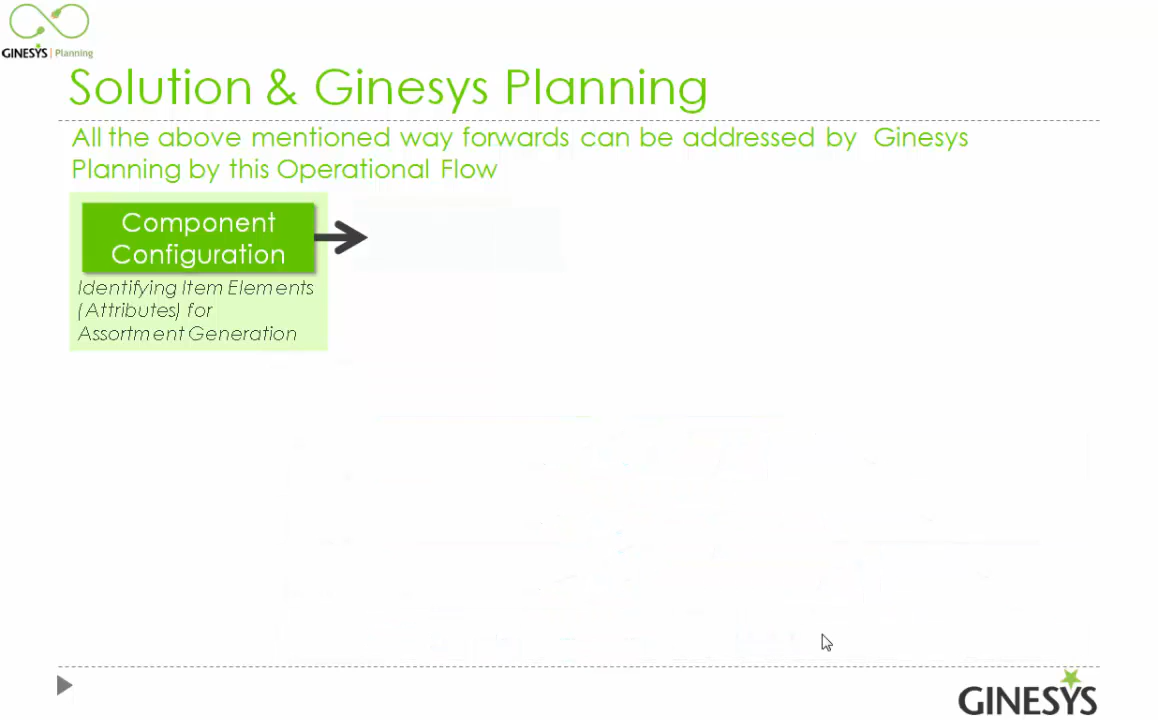 GINESYS | Planning
Solution & Ginesys Planning
All the above mentioned way forwards can be addressed by Ginesys
Planning by this Operational Flow
Component
Configuration
Identifying Item Elements
(Attributes) for
Assortment Generation
GINESYS